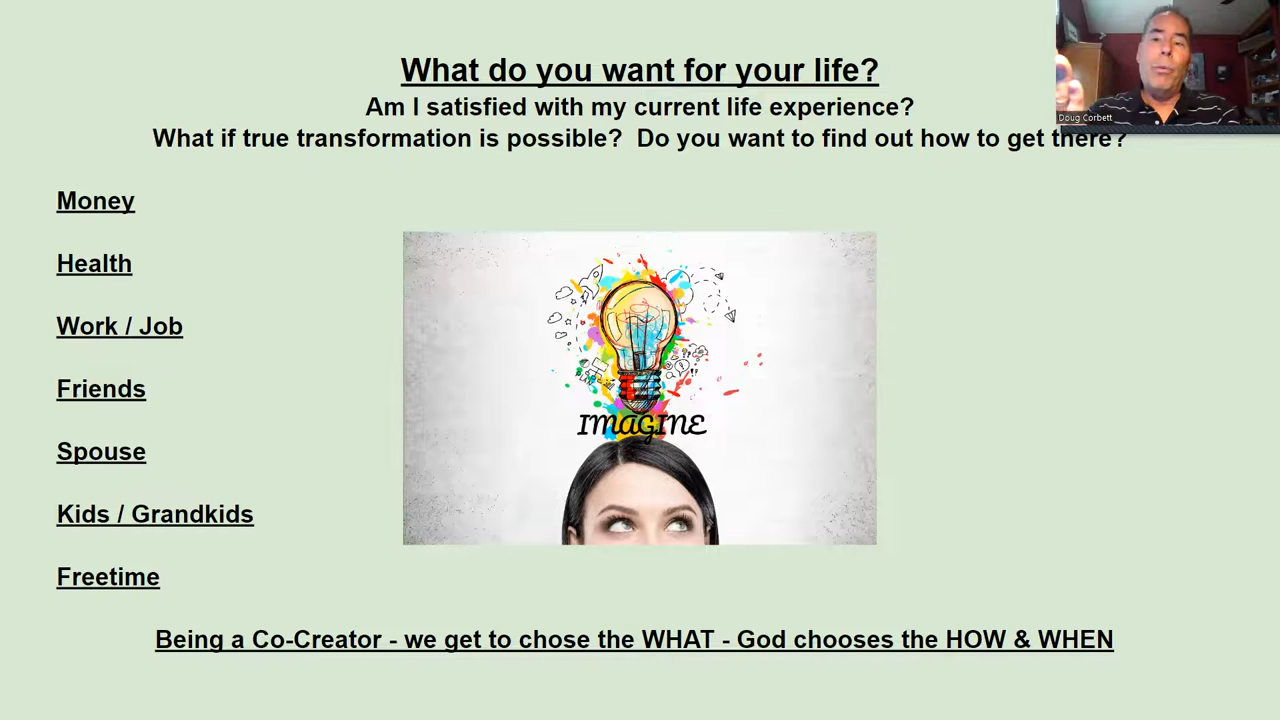 What do you want for your life?
Am I satisfied with my current life experience?
What if true transformation is possible?  Do you want to find out how to get there?
Doug Corbett
Money
Health
Work / Job
Friends
Spouse
Kids / Grandkids
Freetime
IMAGINE
Being a Co-Creator - we get to chose the WHAT - God chooses the HOW & WHEN